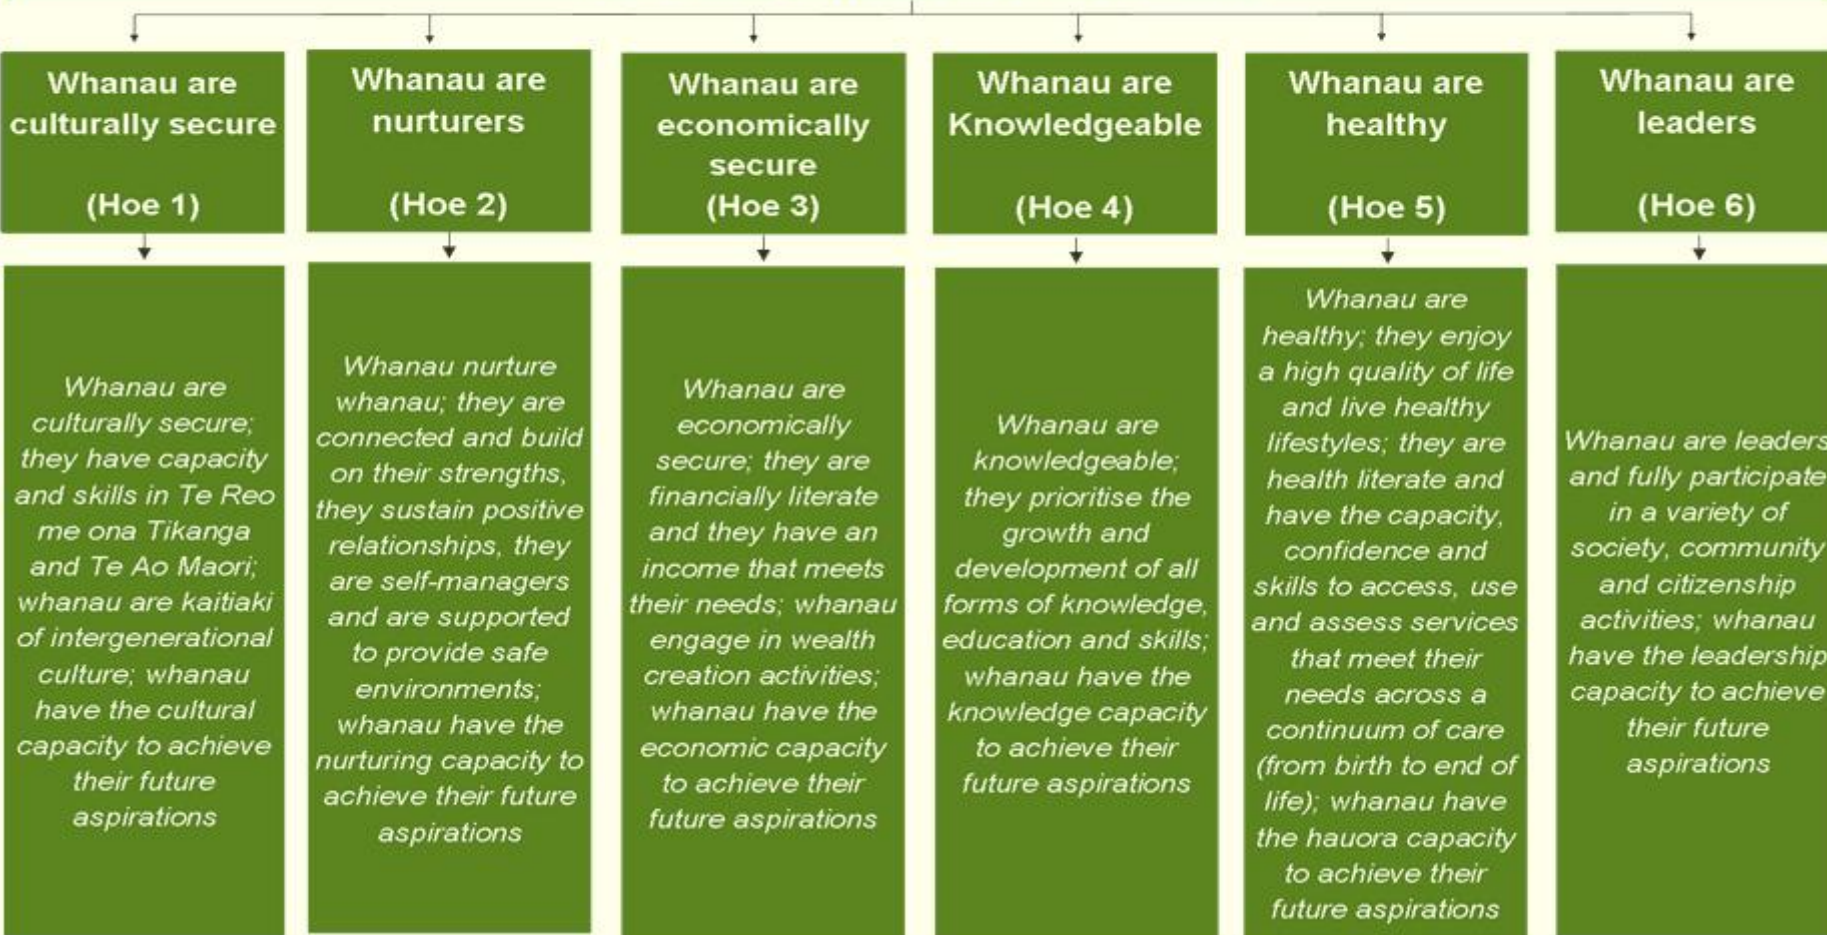 Whanau are
culturally secure
(Hoe 1)
Whanau are
nurturers
(Hoe 2)
Whanau are
economically
secure
(Hoe 3)
Whanau are
Knowledgeable
(Hoe 4)
Whanau are
healthy
(Hoe 5)
Whanau are
leaders
(Hoe 6)
Whanau are
culturally secure;
they have capacity
and skills in Te Reo
me ona Tikanga
and Te Ao Maori;
whanau are kaitiaki
of intergenerational
culture; whanau
have the cultural
capacity to achieve
their future
aspirations
Whanau nurture
whanau; they are
connected and build
on their strengths,
they sustain positive
relationships, they
are self-managers
and are supported
to provide safe
environments;
whanau have the
nurturing capacity to
achieve their future
aspirations
Whanau are
economically
secure; they are
financially literate
and they have an
income that meets
their needs; whanau
engage in wealth
creation activities;
whanau have the
economic capacity
to achieve their
future aspirations
Whanau are
knowledgeable;
they prioritise the
growth and
development of all
forms of knowledge,
education and skills;
whanau have the
knowledge capacity
to achieve their
future aspirations
Whanau are
healthy; they enjoy
a high quality of life
and live healthy
lifestyles; they are
health literate and
have the capacity,
confidence and
skills to access, use
and assess services
that meet their
needs across a
continuum of care
(from birth to end of
life); whanau have
the hauora capacity
to achieve their
future aspirations
Whanau are leaders
and fully participate
in a variety of
society, community
and citizenship
activities; whanau
have the leadership
capacity to achieve
their future
aspirations